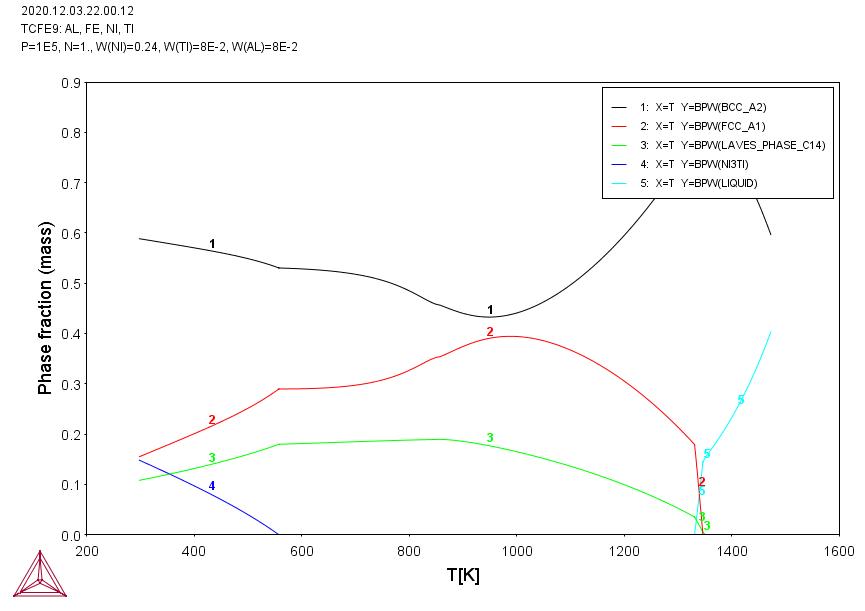 2020.12.03.22.00.12
TCFE9: AL, FE, NI, TI
P=1E5, N=1., W(NI)=0.24, W(TI)=8E-2, W(AL)=8E-2
0.9
0.8
0.7
0.6
0.5
0.4
0.3
0.2
0.1
0.0
Phase fraction (mass)
1: X=T Y=BPW(BCC_A2)
2: X=T Y=BPW(FCC_A1)
3: X=T Y=BPW(LAVES_PHASE_C14)
4: X=T Y=BPW(NI3TI)
5: X=T Y=BPW(LIQUID)
1
1
2
2
3
3
4
5
5
2
5
3
3
200 400 600 800 1000 1200 1400 1600
T[K]